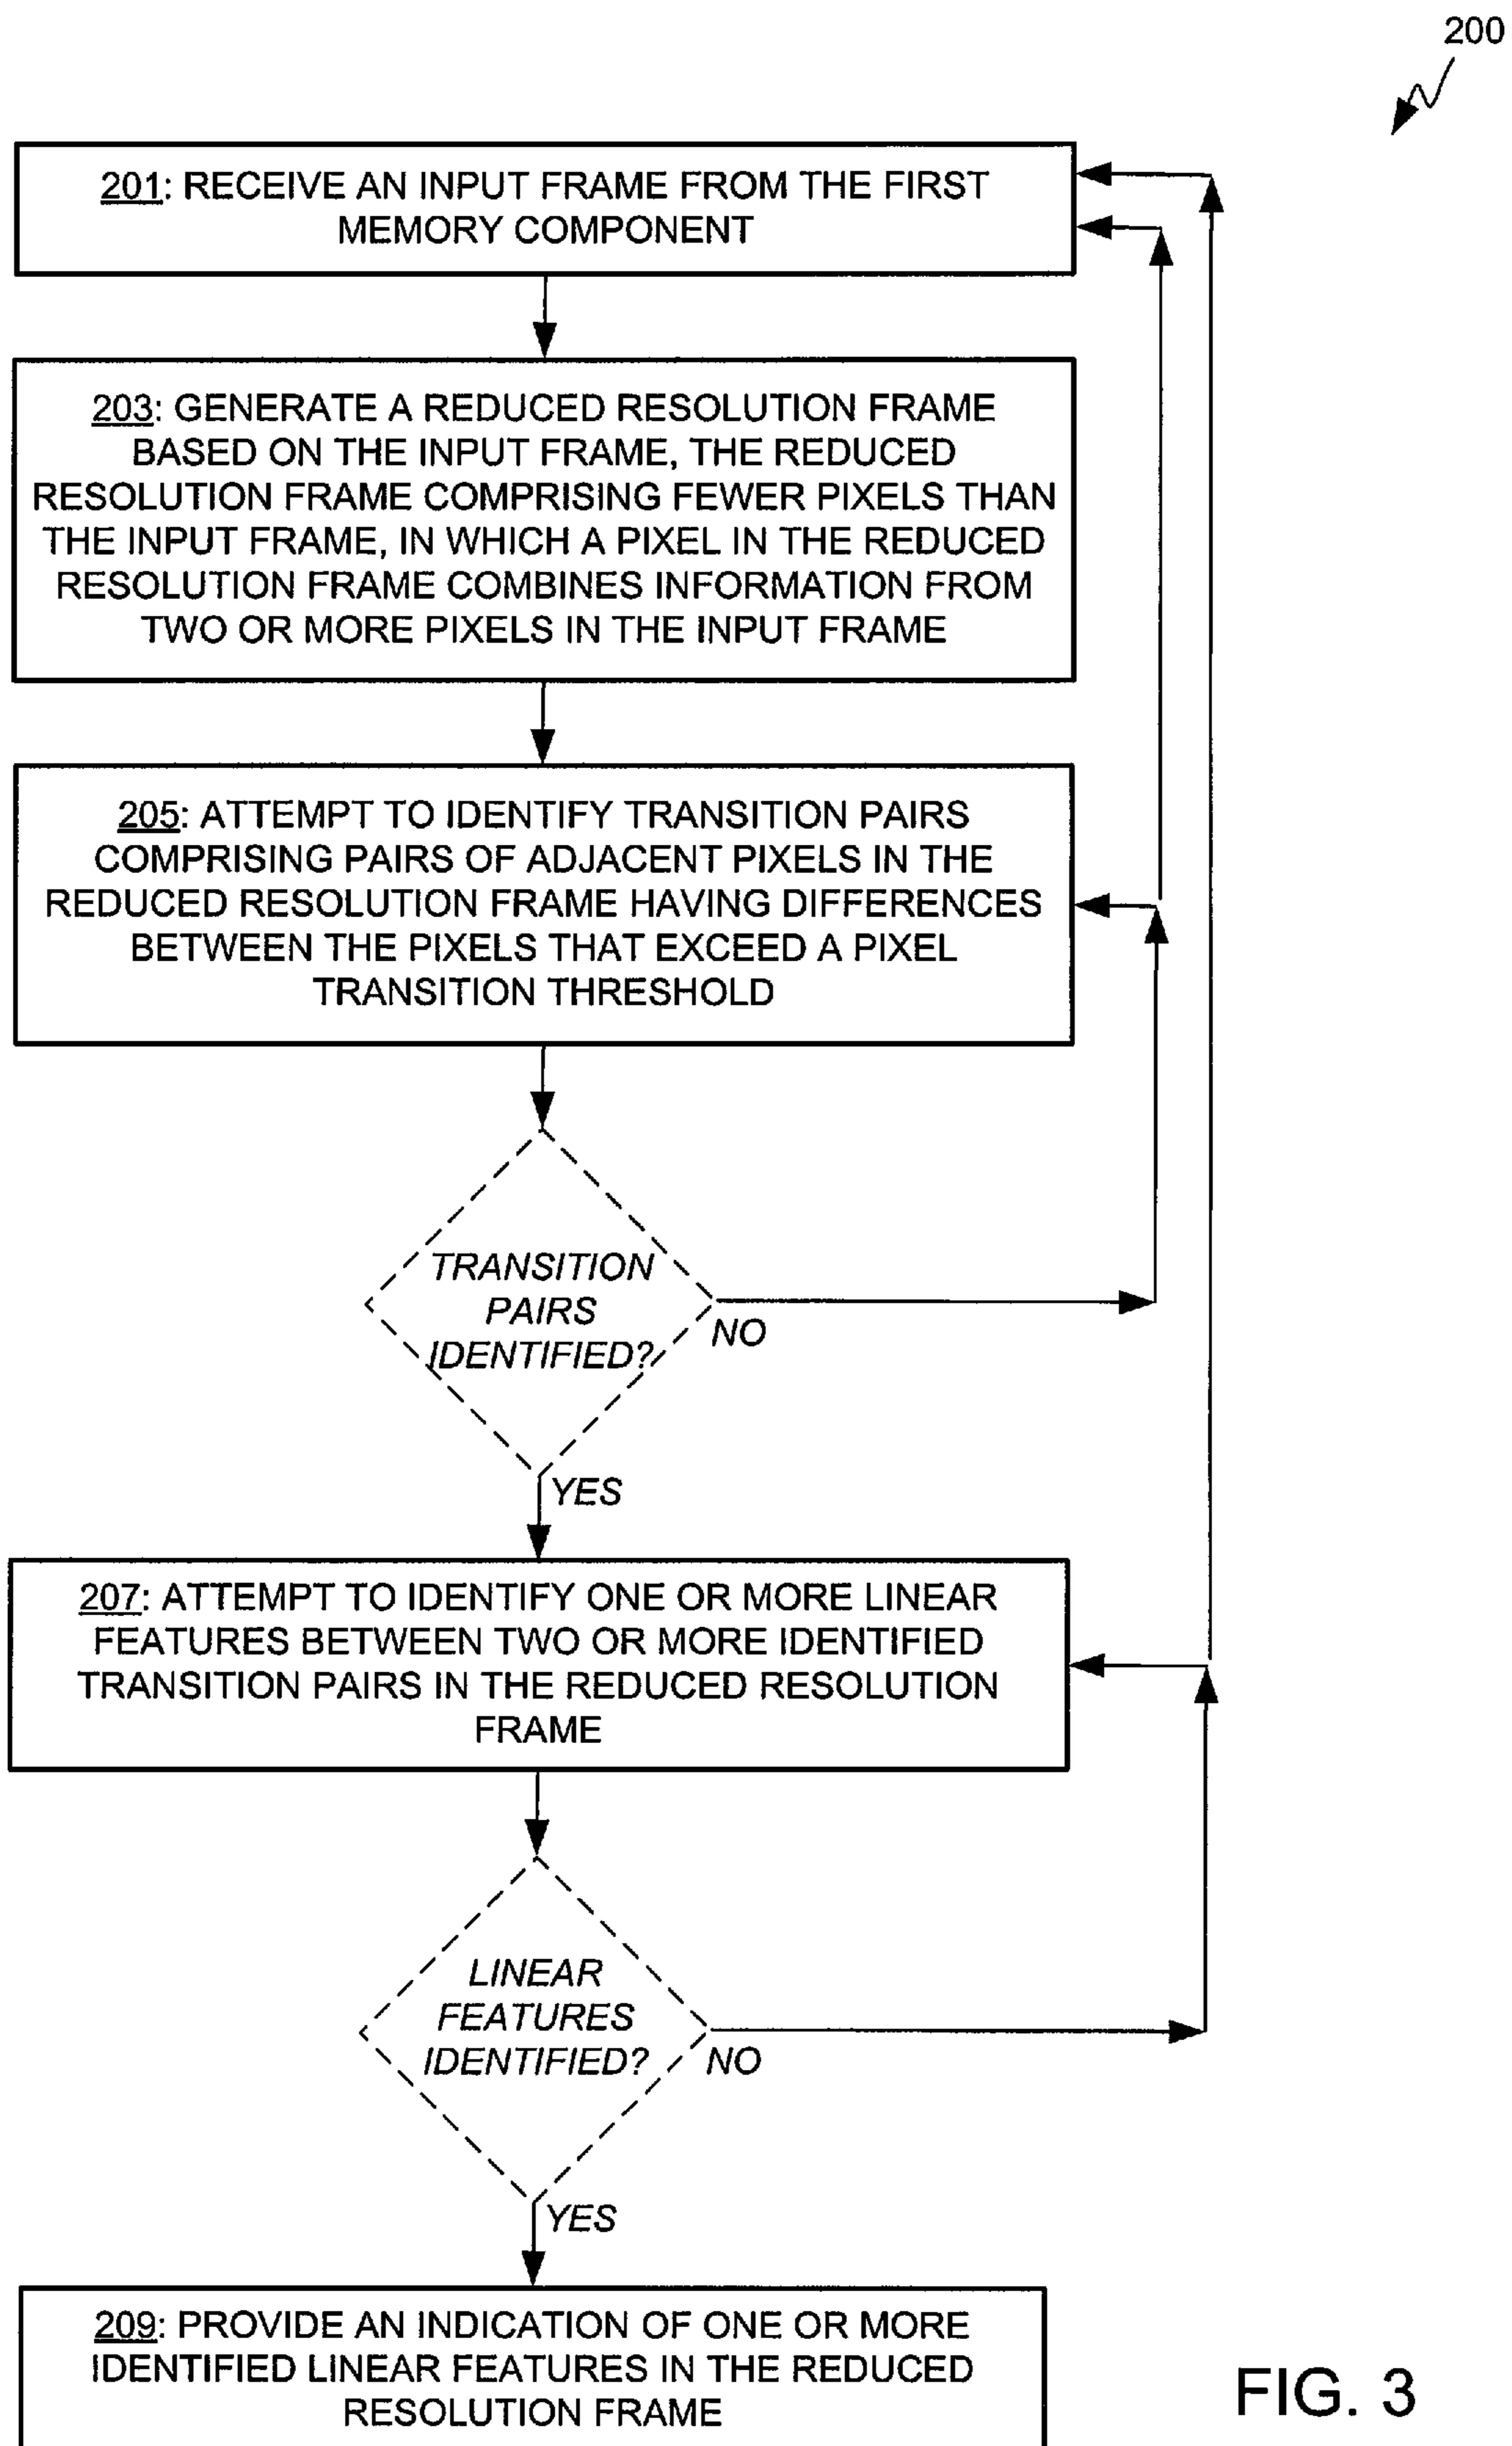 200
201: RECEIVE AN INPUT FRAME FROM THE FIRST
MEMORY COMPONENT
203: GENERATE A REDUCED RESOLUTION FRAME
BASED ON THE INPUT FRAME, THE REDUCED
RESOLUTION FRAME COMPRISING FEWER PIXELS THAN
THE INPUT FRAME, IN WHICH A PIXEL IN THE REDUCED
RESOLUTION FRAME COMBINES INFORMATION FROM
TWO OR MORE PIXELS IN THE INPUT FRAME
205: ATTEMPT TO IDENTIFY TRANSITION PAIRS
COMPRISING PAIRS OF ADJACENT PIXELS IN THE
REDUCED RESOLUTION FRAME HAVING DIFFERENCES
BETWEEN THE PIXELS THAT EXCEED A PIXEL
TRANSITION THRESHOLD
TRANSITION
PAIRS
IDENTIFIED?
NO
YES
207: ATTEMPT TO IDENTIFY ONE OR MORE LINEAR
FEATURES BETWEEN TWO OR MORE IDENTIFIED
TRANSITION PAIRS IN THE REDUCED RESOLUTION
FRAME
LINEAR
FEATURES
IDENTIFIED?
NO
YES
209: PROVIDE AN INDICATION OF ONE OR MORE
IDENTIFIED LINEAR FEATURES IN THE REDUCED
RESOLUTION FRAME
FIG. 3